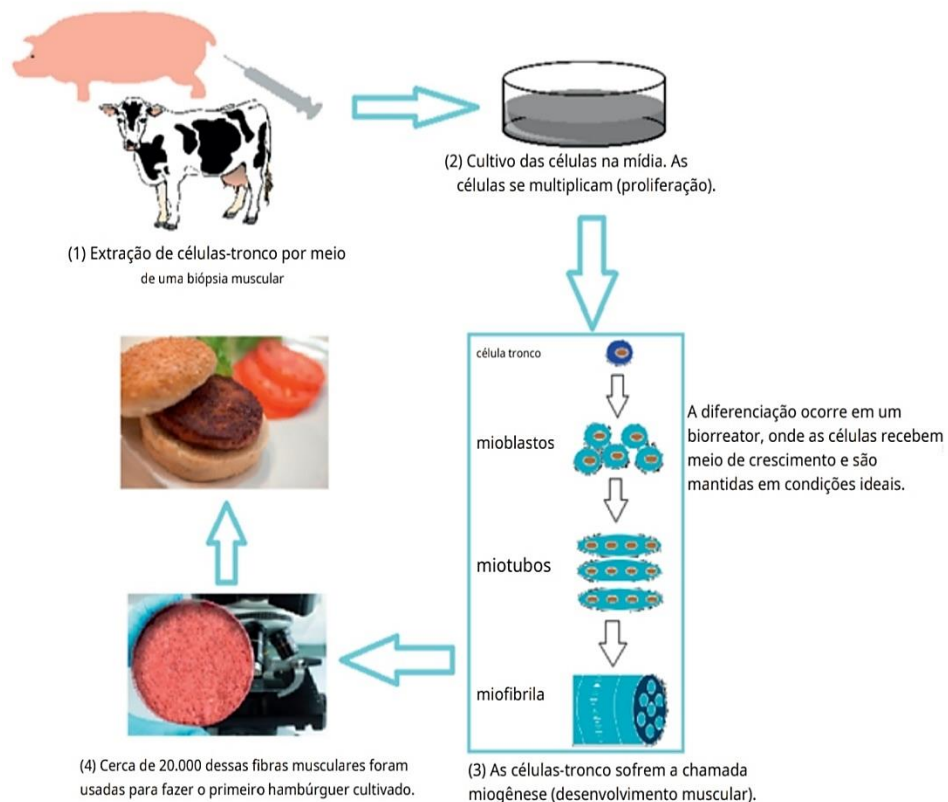 (1) Extração de células-tronco por meio
de uma biópsia muscular
(2) Cultivo das células na mídia. As
células se multiplicam (proliferação).
célula tronco
mioblastos
miotubos
miofibrila
A diferenciação ocorre em um
biorreator, onde as células recebem
meio de crescimento e são
mantidas em condições ideais.
(3) As células-tronco sofrem a chamada
miogênese (desenvolvimento muscular).
(4) Cerca de 20.000 dessas fibras musculares foram
usadas para fazer o primeiro hambúrguer cultivado.